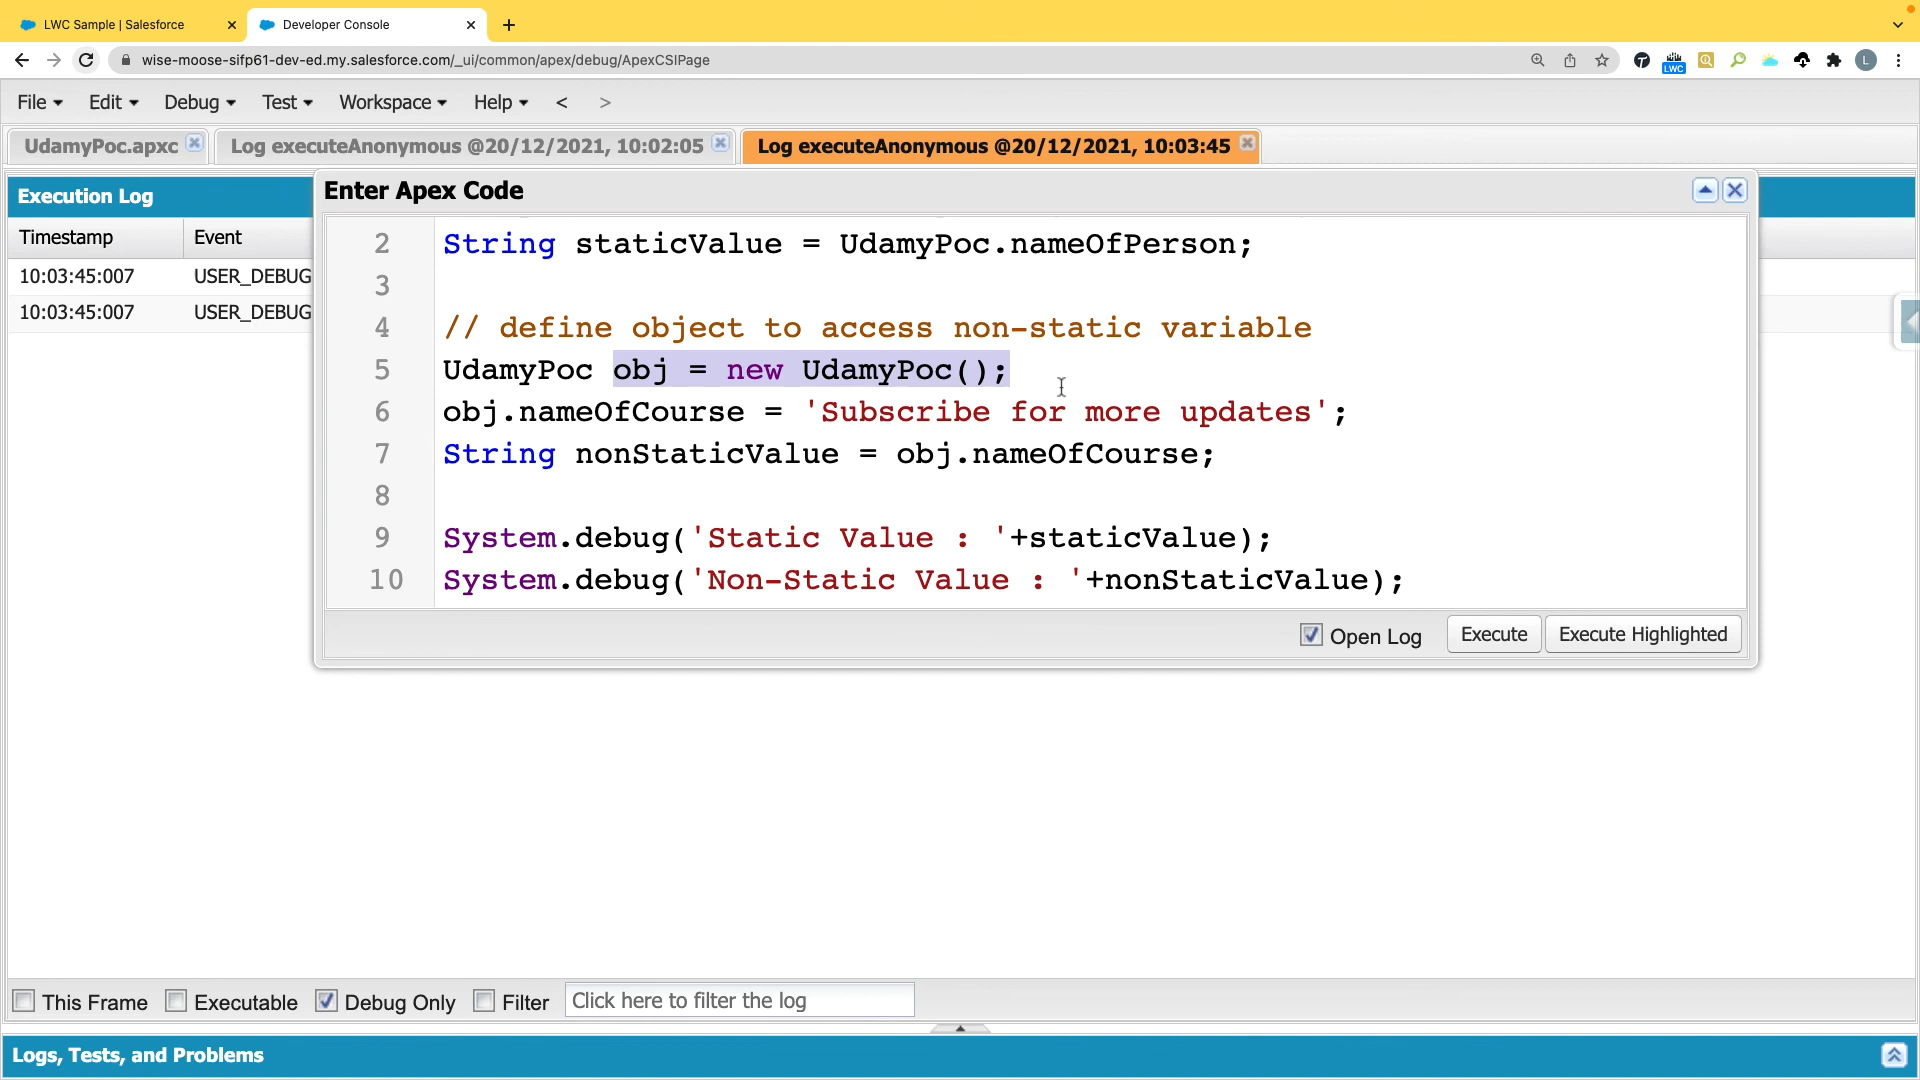 LWC Sample | Salesforce
Developer Console
wise-moose-sifp61-dev-ed.my.salesforce.com/_ui/common/apex/debug/ApexCSIPage
LWC
L
File Edit Debug Test Workspace Help < >
UdamyPoc.apxc
Log executeAnonymous @20/12/2021, 10:02:05
Log executeAnonymous @20/12/2021, 10:03:45
Execution Log
Timestamp Event
10:03:45:007 USER_DEBUG
10:03:45:007 USER_DEBUG
Enter Apex Code
2 String staticValue = UdamyPoc.nameOfPerson;
3
4 // define object to access non-static variable
5 UdamyPoc obj = new UdamyPoc();
6 obj.nameOfCourse = 'Subscribe for more updates';
7 String nonStaticValue = obj.nameOfCourse;
8
9 System.debug('Static Value : '+staticValue);
10 System.debug('Non-Static Value : '+nonStaticValue);
Open Log Execute Execute Highlighted
This Frame Executable Debug Only Filter Click here to filter the log
Logs, Tests, and Problems